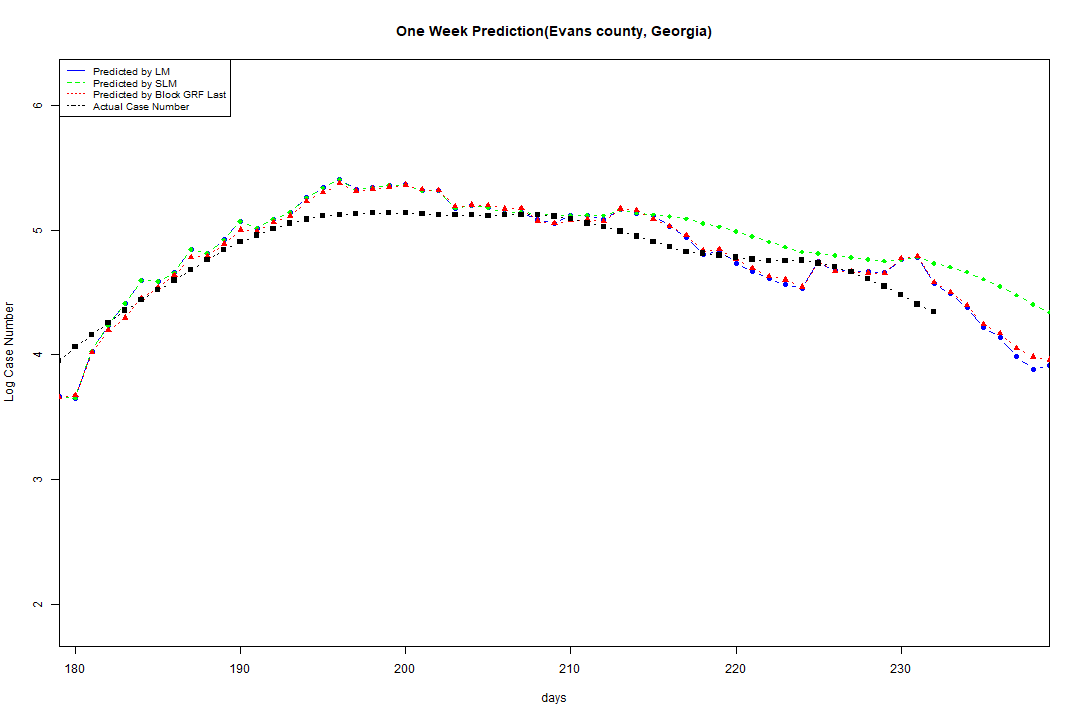 One Week Prediction(Evans county, Georgia)
Predicted by LM
Predicted by SLM
Predicted by Block GRF Last
Actual Case Number
6
5
4
3
2
Log Case Number
180 190 200 210 220 230
days